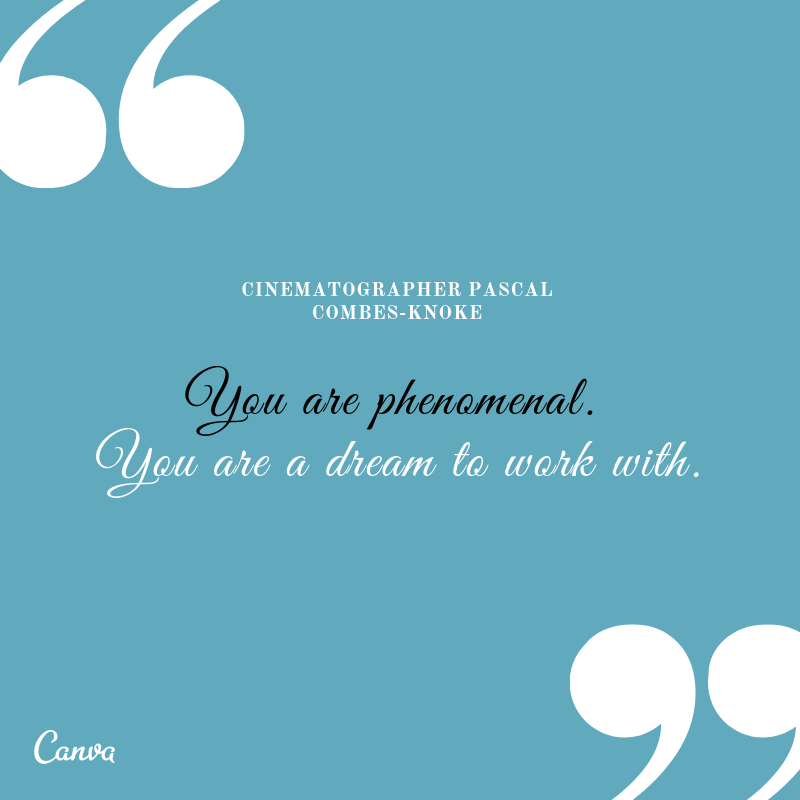 CINEMATOGRAPHER PASCAL
COMBES-KNOKE
You are phenomenal.
You are a dream to work with.
Canva